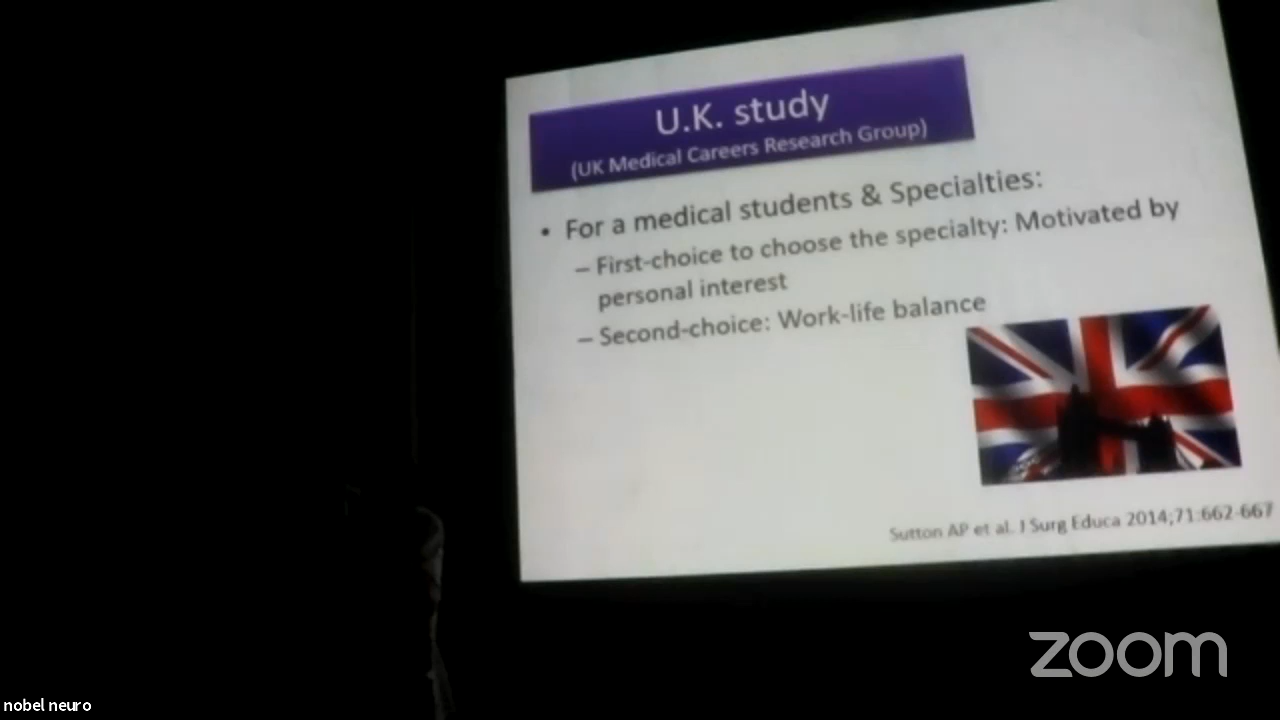 U.K. study
(UK Medical Careers Research Group)
• For a medical students & Specialties:
– First-choice to choose the specialty: Motivated by
personal interest
– Second-choice: Work-life balance
Sutton AP et al. J Surg Educa 2014;71:662-667
zoom
nobel neuro